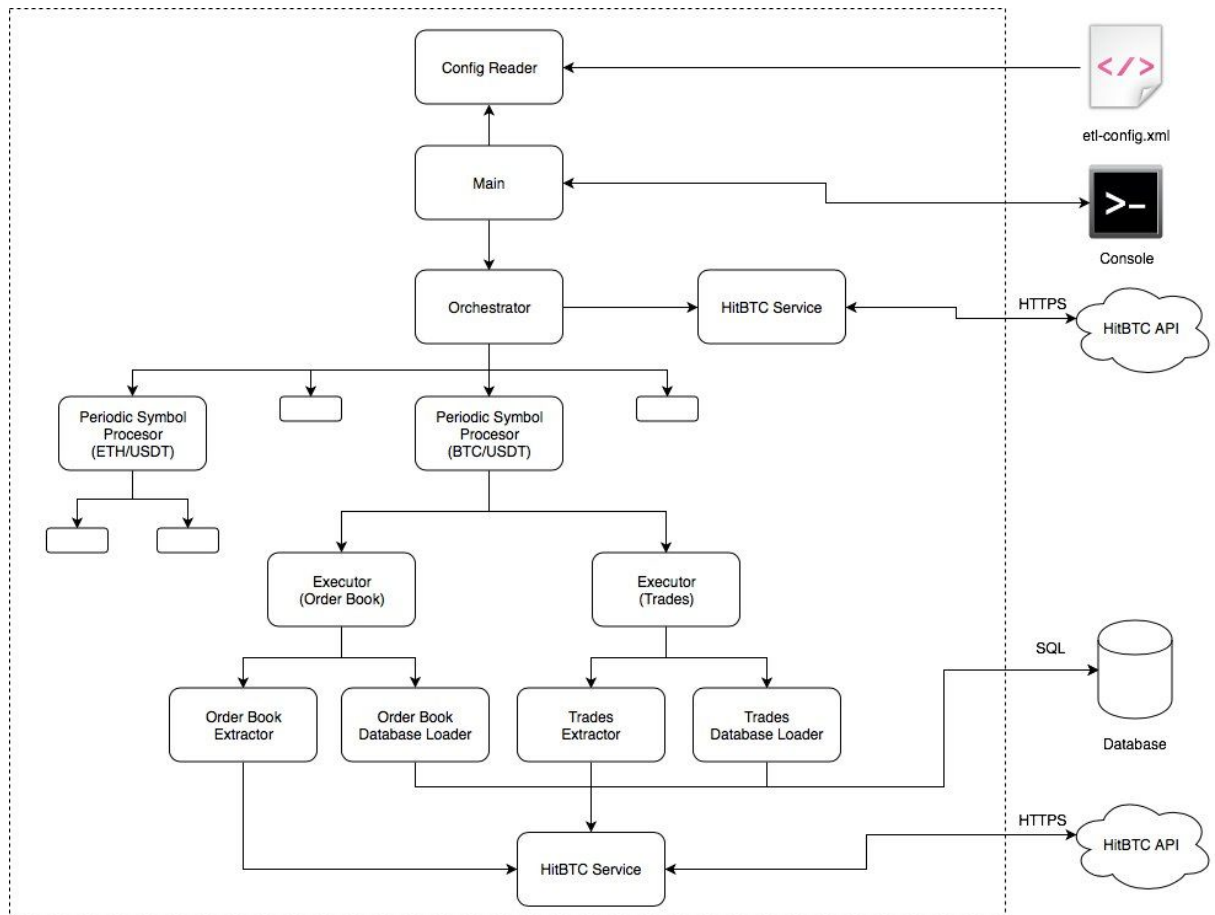 Config Reader
</>
etl-config.xml
Main
>-
Console
Orchestrator
HitBTC Service
HTTPS
HitBTC API
Periodic Symbol
Procesor
(ETH/USDT)
Periodic Symbol
Procesor
(BTC/USDT)
Executor
(Order Book)
Executor
(Trades)
SQL
Database
Order Book
Extractor
Order Book
Database Loader
Trades
Extractor
Trades
Database Loader
HTTPS
HitBTC API
HitBTC Service